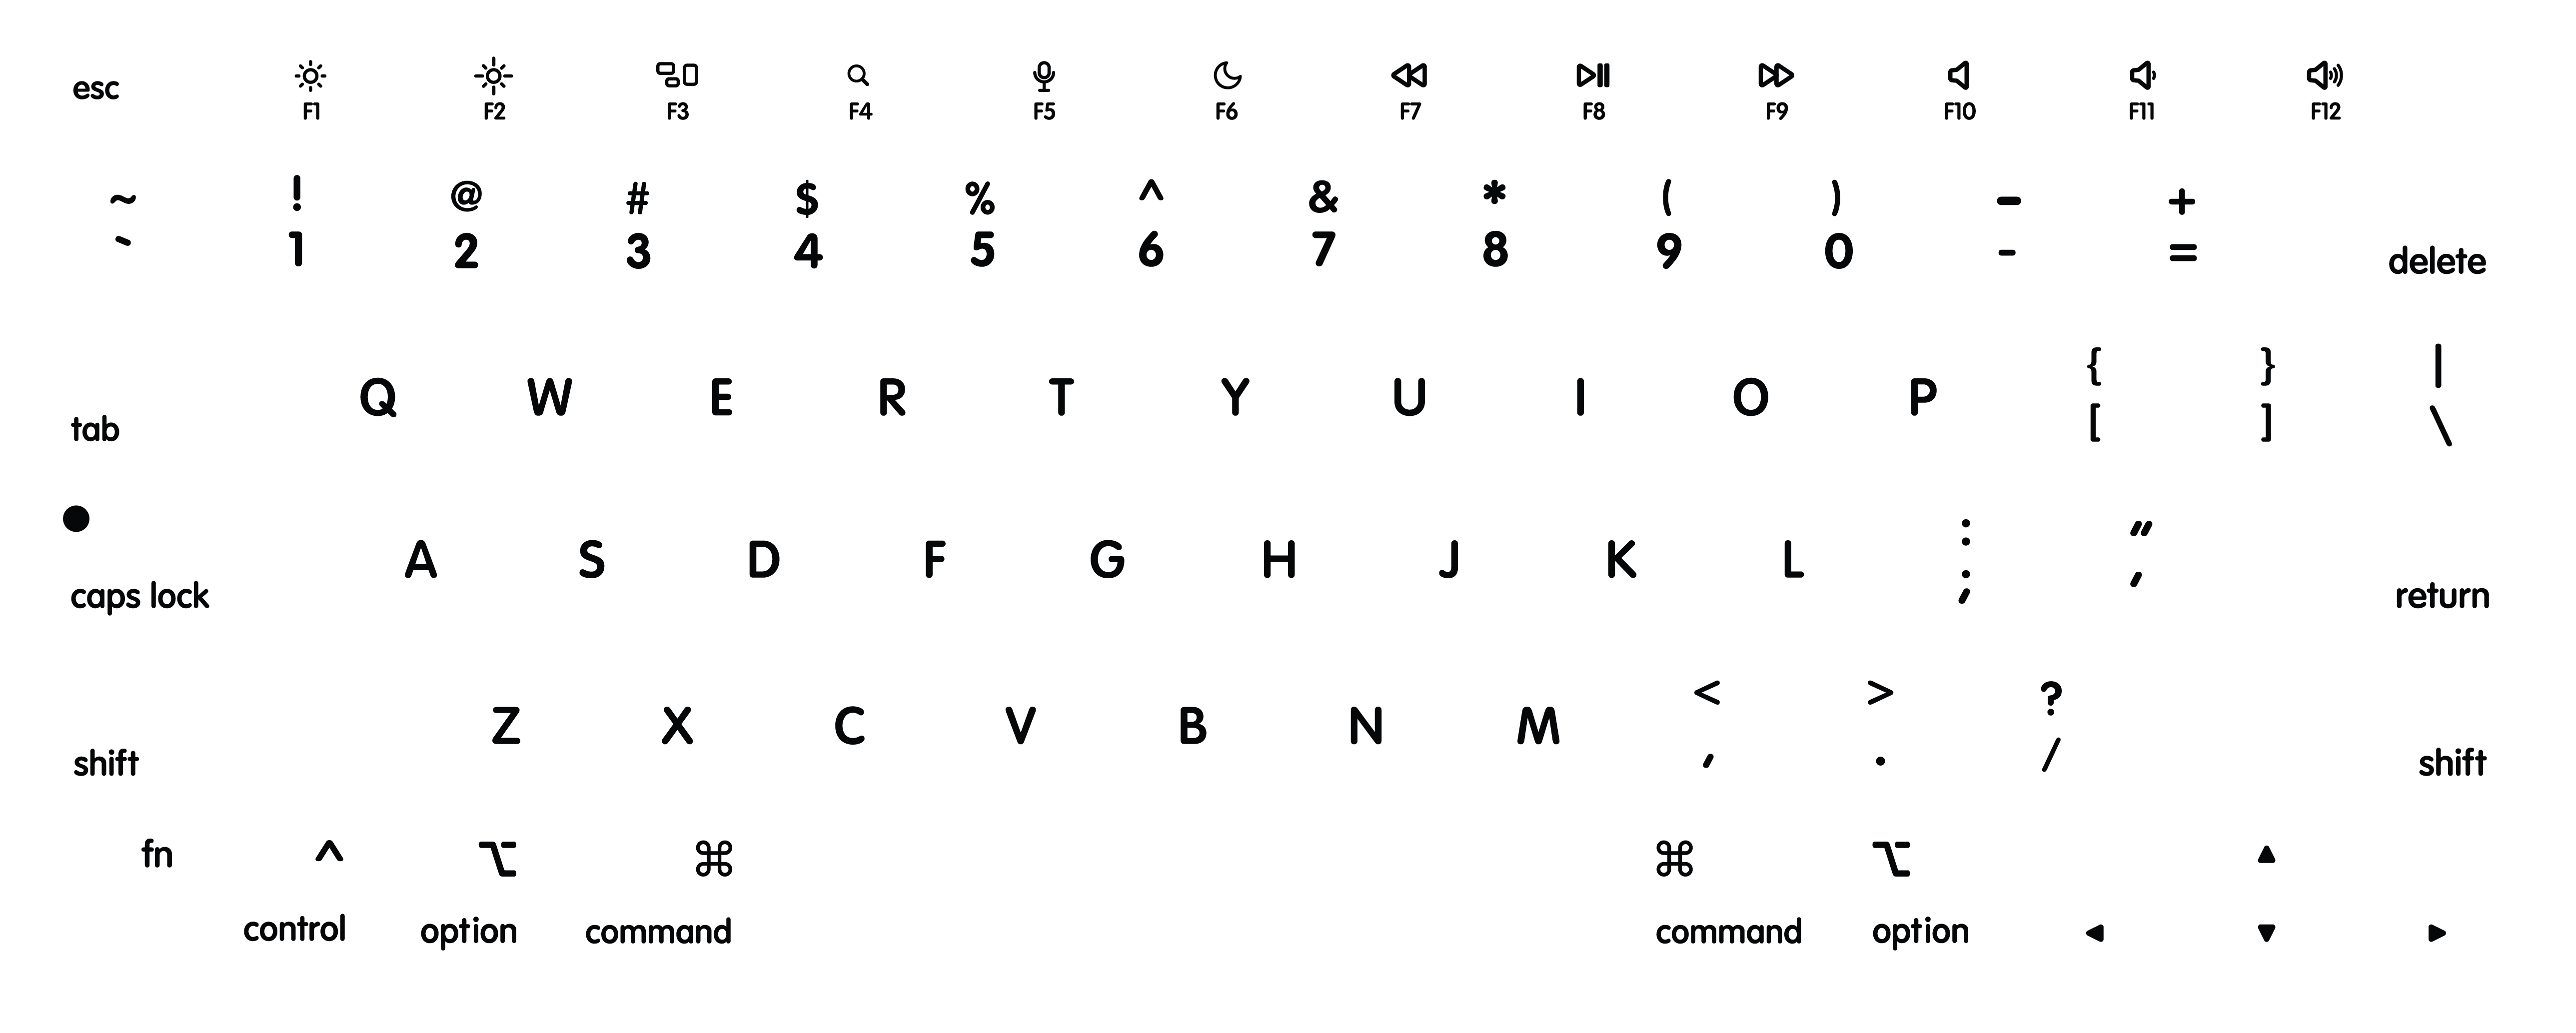 esc F1 F2 F3 F4 F5 F6 F7 F8 F9 F10 F11 F12
~ ! @ # $ % ^ & * ( ) – +
` 1 2 3 4 5 6 7 8 9 0 - = delete
{ } |
tab Q W E R T Y U I O P [ ] \
: "
A S D F G H J K L ; '
caps lock return
< > ?
Z X C V B N M , . /
shift shift
fn ^ ⌥ ⌘ ⌘ ⌥ ▲
control option command command option ◀ ▼ ▶